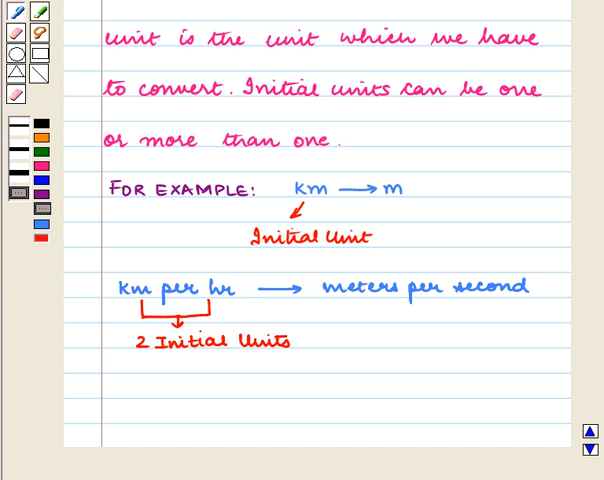 unit is the unit which we have
to convert. Initial units can be one
or more than one.
FOR EXAMPLE: km → m
Initial Unit
km per hr → meters per second
2 Initial Units